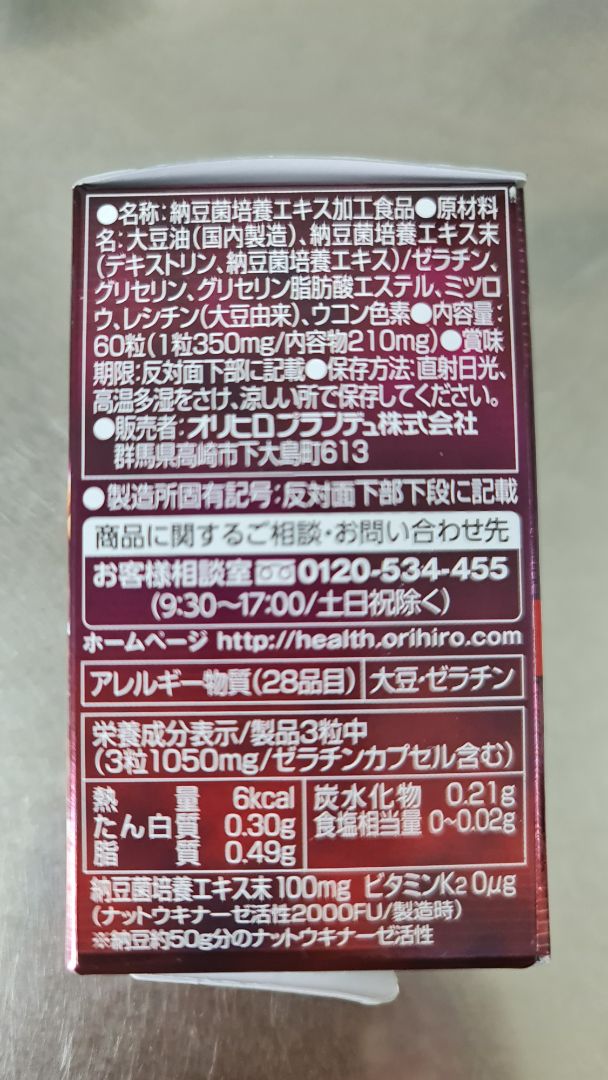 ●名称:納豆菌培養エキス加工食品●原材料
名:大豆油(国内製造)、納豆菌培養エキス末
(デキストリン、納豆菌培養エキス)/ゼラチン、
グリセリン、グリセリン脂肪酸エステル、ミツロ
ウ、レシチン(大豆由来)、ウコン色素●内容量:
60粒(1粒350mg/内容物210mg)●賞味
期限:反対面下部に記載●保存方法:直射日光、
高温多湿をさけ、涼しい所で保存してください。
●販売者:オリヒロプランデュ株式会社
群馬県高崎市下大島町613
●製造所固有記号:反対面下部下段に記載
商品に関するご相談・お問い合わせ先
お客様相談室 0120-534-455
(9:30〜17:00/土日祝除く)
ホームページ http://health.orihiro.com
アレルギー物質(28品目) 大豆・ゼラチン
栄養成分表示/製品3粒中
(3粒1050mg/ゼラチンカプセル含む)
熱量 6kcal
たん白質 0.30g
脂質 0.49g
炭水化物 0.21g
食塩相当量 0〜0.02g
納豆菌培養エキス末100mg ビタミンK2 0μg
(ナットウキナーゼ活性2000FU/製造時)
※納豆約50g分のナットウキナーゼ活性